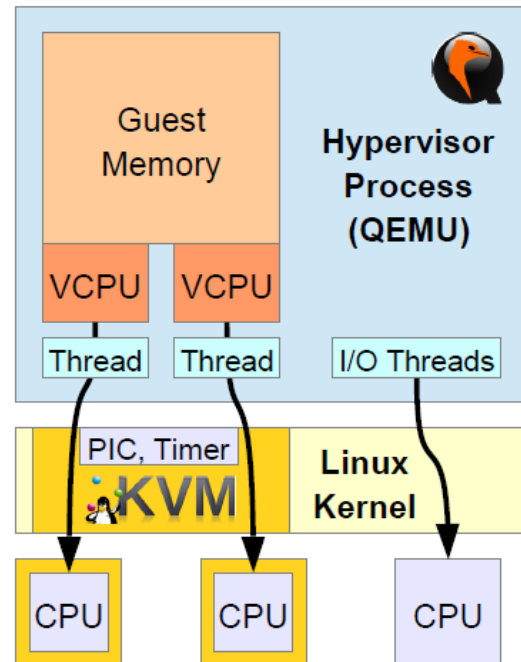 Guest
Memory
Hypervisor
Process
(QEMU)
VCPU VCPU
Thread Thread I/O Threads
PIC, Timer
KVM
Linux
Kernel
CPU CPU CPU